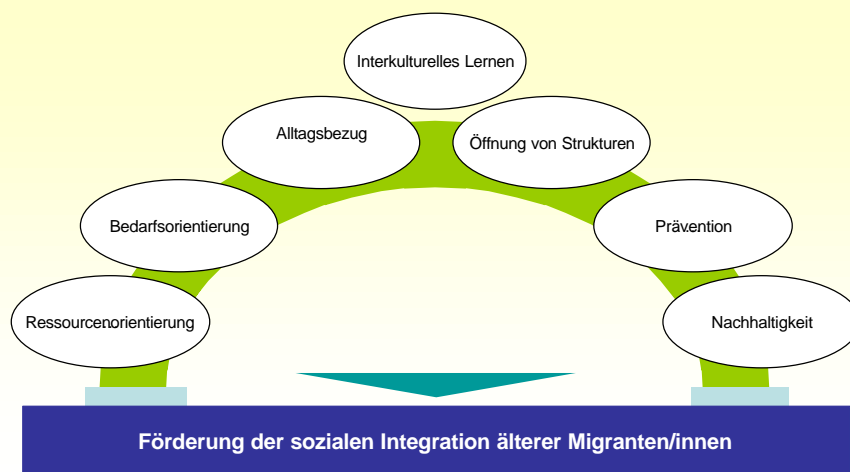 Interkulturelles Lernen
Alltagsbezug
Öffnung von Strukturen
Bedarfsorientierung
Prävention
Ressourcenorientierung
Nachhaltigkeit
Förderung der sozialen Integration älterer Migranten/innen